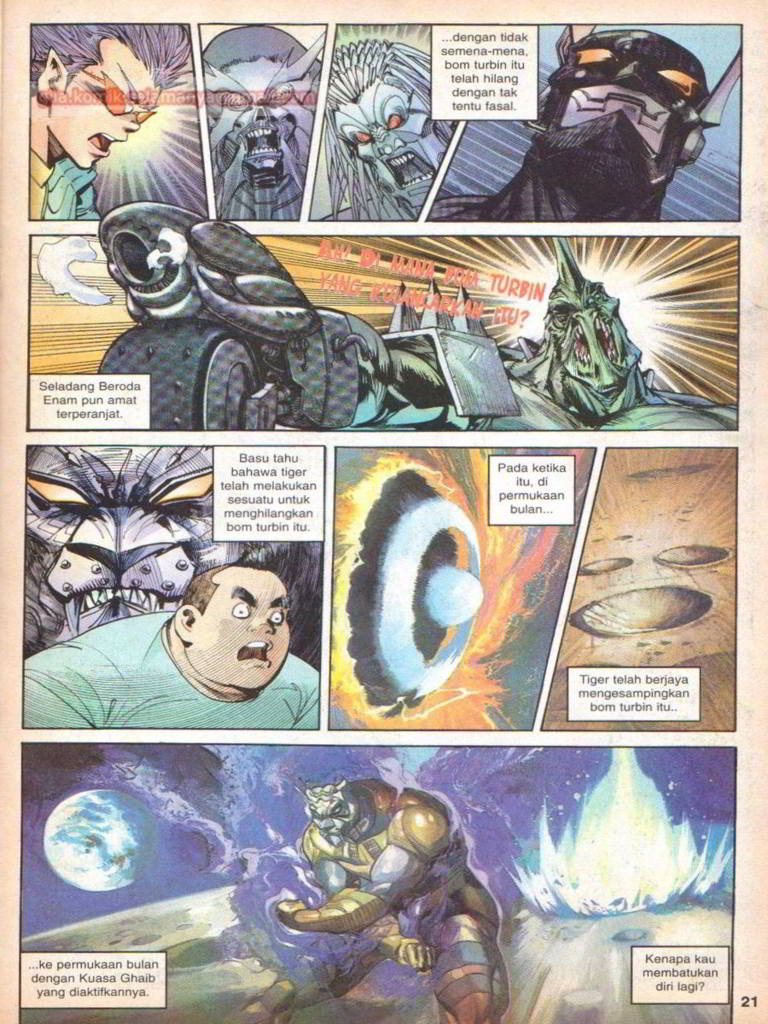 ...dengan tidak
semena-mena,
bom turbin itu
telah hilang
dengan tak
tentu fasal.
AH! DI MANA BOM TURBIN
YANG KULANCARKAN ITU?
Seladang Beroda
Enam pun amat
terperanjat.
Basu tahu
bahawa tiger
telah melakukan
sesuatu untuk
menghilangkan
bom turbin itu.
Pada ketika
itu, di
permukaan
bulan...
Tiger telah berjaya
mengesampingkan
bom turbin itu..
...ke permukaan bulan
dengan Kuasa Ghaib
yang diaktifkannya.
Kenapa kau
membatukan
diri lagi?
21